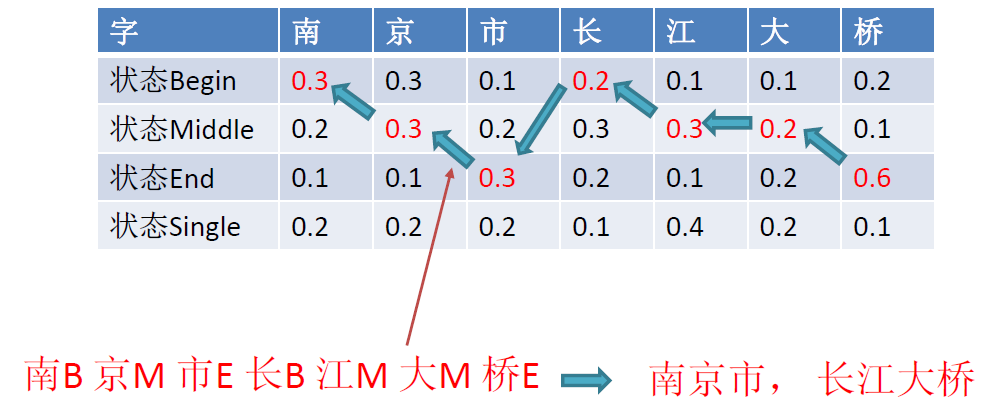 字 南 京 市 长 江 大 桥
状态Begin 0.3 0.3 0.1 0.2 0.1 0.1 0.2
状态Middle 0.2 0.3 0.2 0.3 0.3 0.2 0.1
状态End 0.1 0.1 0.3 0.2 0.1 0.2 0.6
状态Single 0.2 0.2 0.2 0.1 0.4 0.2 0.1
南B 京M 市E 长B 江M 大M 桥E 南京市，长江大桥